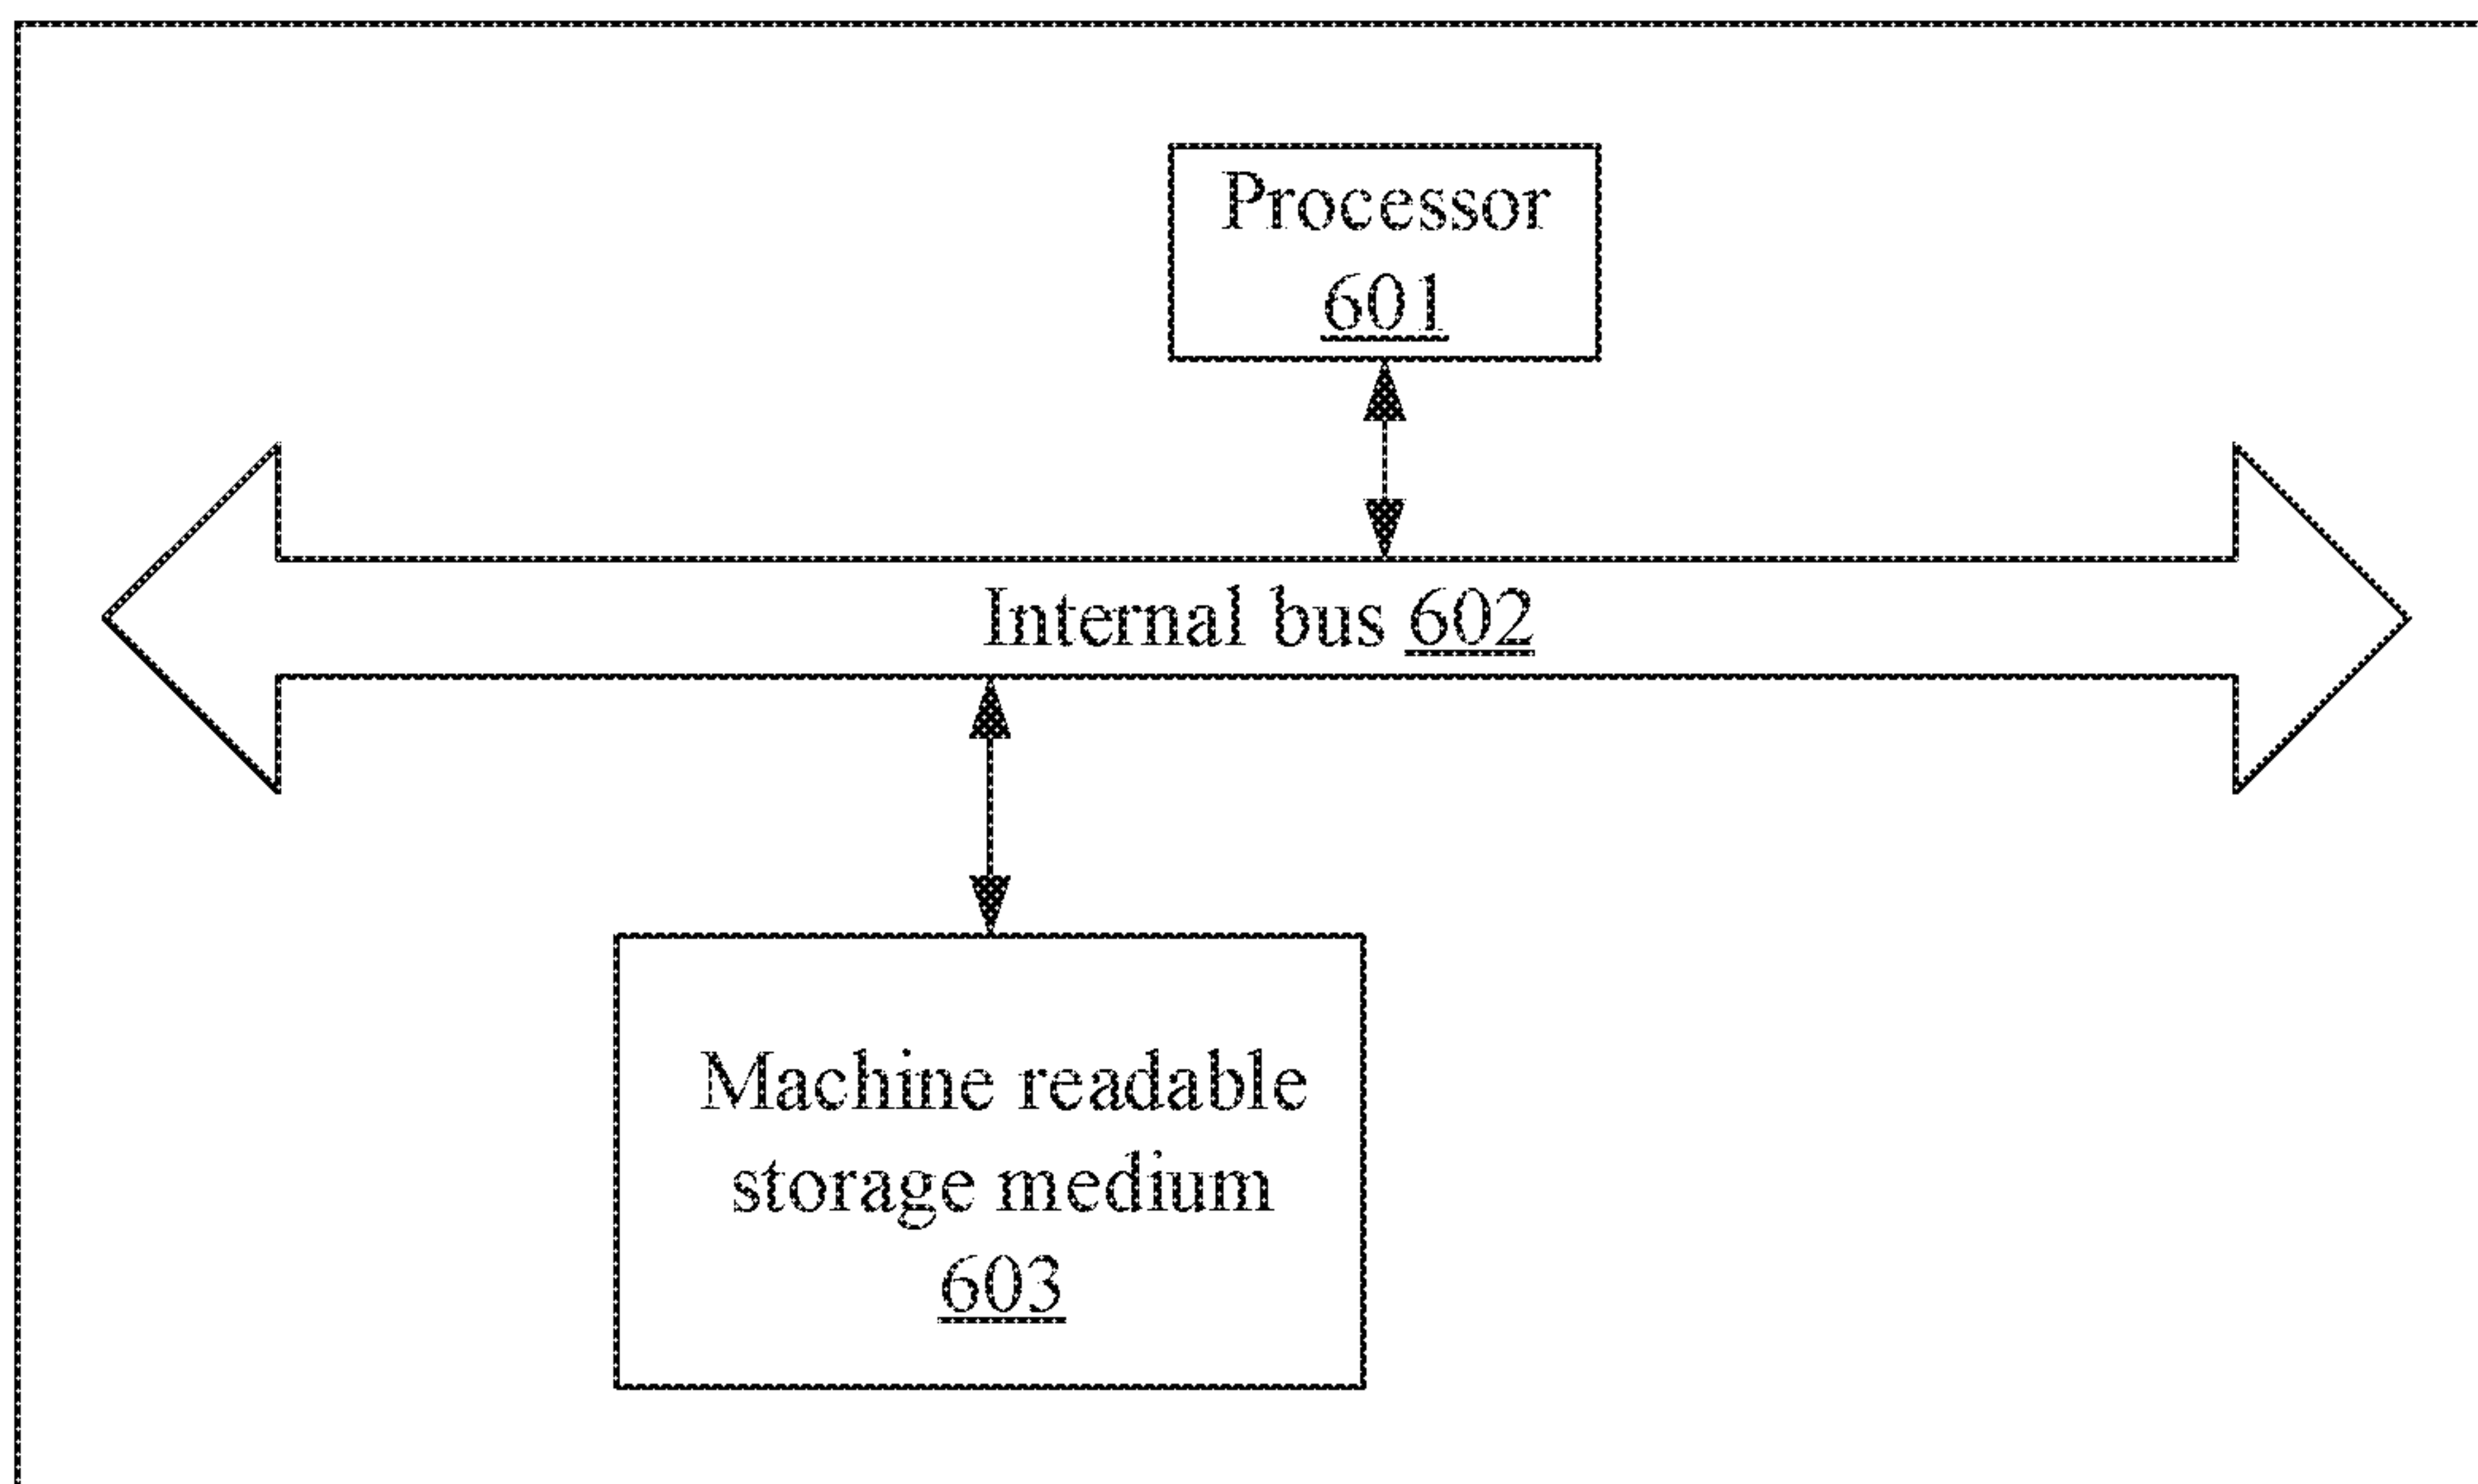 Processor
601
Internal bus 602
Machine readable
storage medium
603